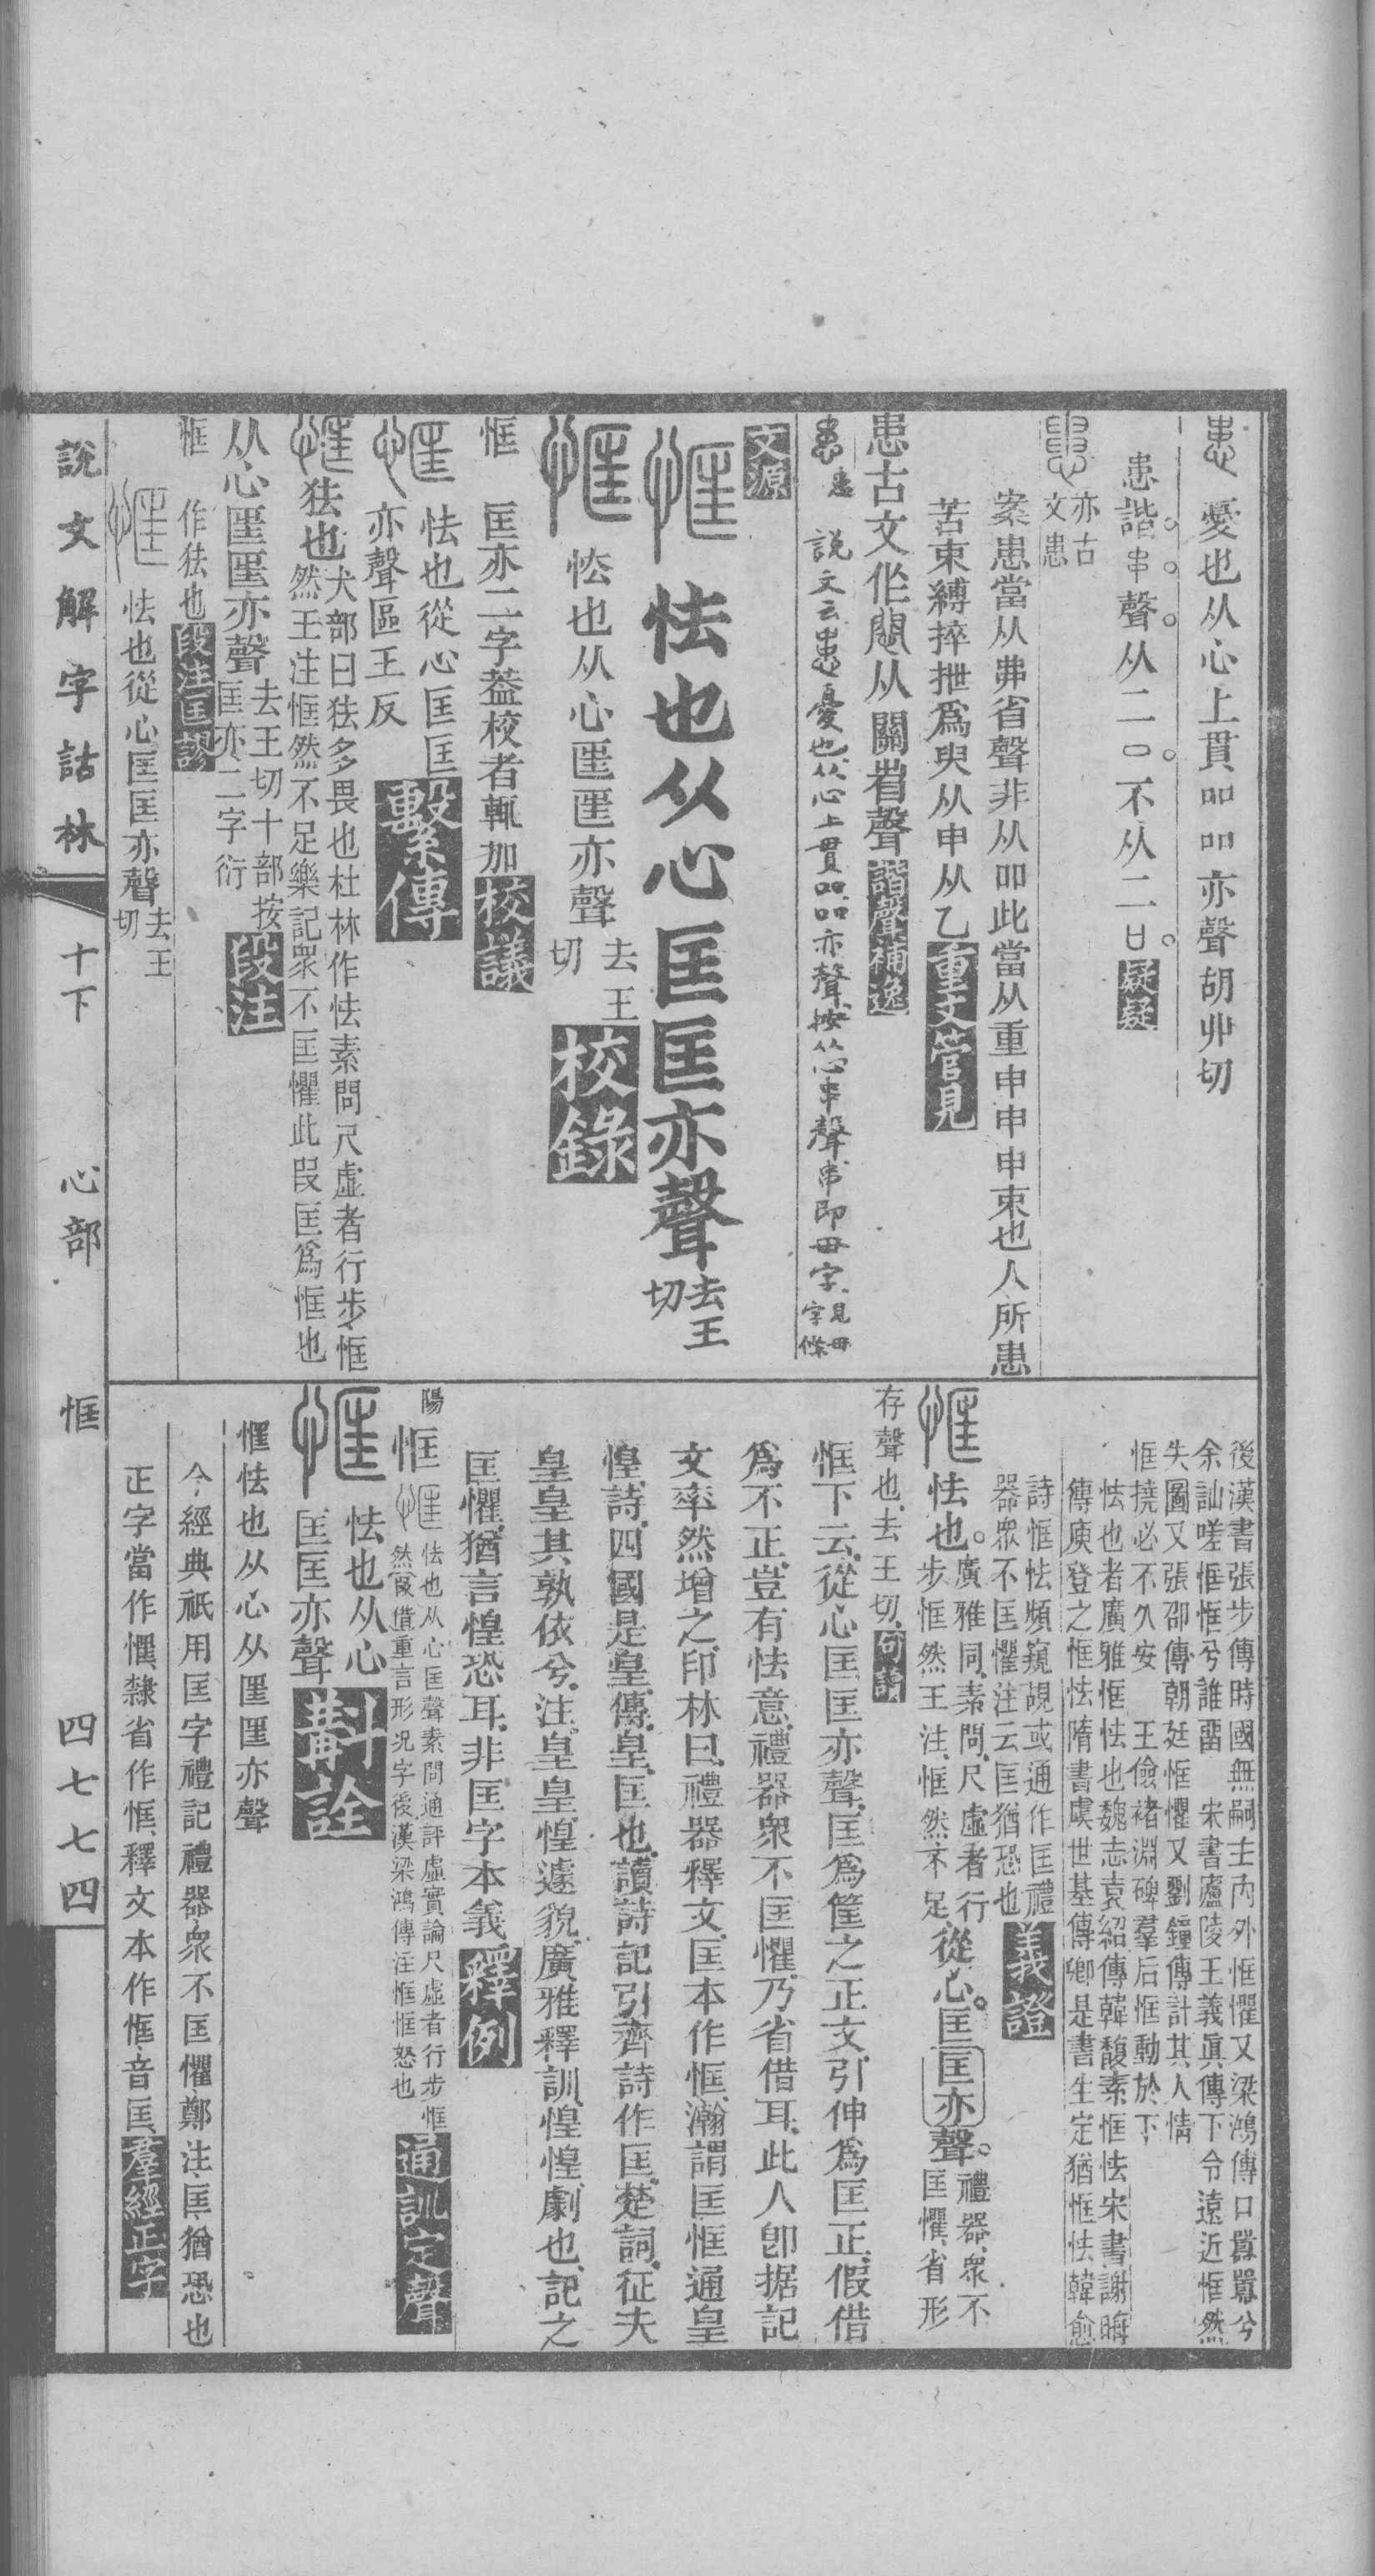 患 憂也从心上貫吅吅亦聲胡丱切
患諧串聲从二口不从二日疑疑
亦古文患
案患當从丳省聲非从吅此當从重申申申束也人所患
苦束縛捽抴爲臾从申从乙重文管見
患古文作𢤀从關省聲諧聲補逸
患患 說文云患憂也从心上貫吅吅亦聲按从心串聲串即毌字見毌字條
文源
恇 怯也从心匡匡亦聲去王切
恇 怯也从心匩匩亦聲去王切校錄
恇 匡亦二字葢校者輒加校議
恇 怯也從心匡匡亦聲區王反繫傳
恇 㹤也犬部曰㹤多畏也杜林作怯素問尺虛者行步恇然王注恇然不足樂記衆不匡懼此叚匡爲恇也
从心匩匩亦聲去王切十部按匡亦二字衍段注
恇 作㹤也段注匡謬
恇 怯也從心匡匡亦聲去王切
後漢書張步傳時國無嗣主內外恇懼又梁鴻傳口囂囂兮
余訕嗟恇恇兮誰畱 宋書廬陵王義眞傳下令遠近恇然
失圖又張邵傳朝廷恇懼又劉鍾傳計其人情
恇撓必不久安 王儉褚淵碑羣后恇動於下
怯也者廣雅恇怯也魏志袁紹傳韓馥素恇怯宋書謝晦
傳庾登之恇怯隋書虞世基傳卿是書生定猶恇怯韓愈
詩恇怯頻窺覘或通作匡禮
器衆不匡懼注云匡猶恐也義證
恇 怯也廣雅同素問尺虛者行步恇然王注恇然不足從心匡匡亦聲禮器衆不匡懼省形
存聲也去王切句讀
恇下云從心匡匡亦聲匡爲筐之正文引伸爲匡正假借
爲不正豈有怯意禮器衆不匡懼乃省借耳此人卽据記
文率然增之印林曰禮器釋文匡本作恇瀚謂匡恇通皇
惶詩四國是皇傳皇匡也讀詩記引齊詩作匡楚詞征夫
皇皇其孰依兮注皇皇惶遽貌廣雅釋訓惶惶劇也記之
匡懼猶言惶恐耳非匡字本義釋例
陽 恇 怯也从心匡聲素問通評虛實論尺虛者行步恇然叚借重言形況字後漢梁鴻傳注恇恇怒也通訓定聲
恇 怯也从心匡匡亦聲斠詮
恇怯也从心从匩匩亦聲
今經典祇用匡字禮記禮器衆不匡懼鄭注匡猶恐也
正字當作恇隸省作恇釋文本作恇音匡羣經正字
說文解字詁林 十下 心部 恇 四七七四